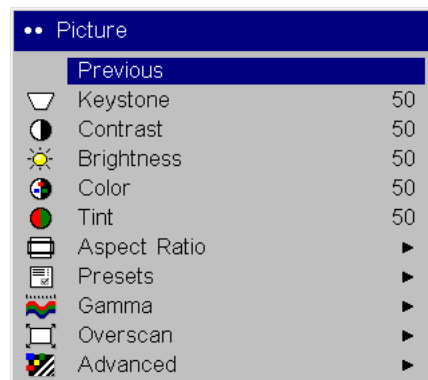 •• Picture
Previous
Keystone 50
Contrast 50
Brightness 50
Color 50
Tint 50
Aspect Ratio ►
Presets ►
Gamma ►
Overscan ►
Advanced ►